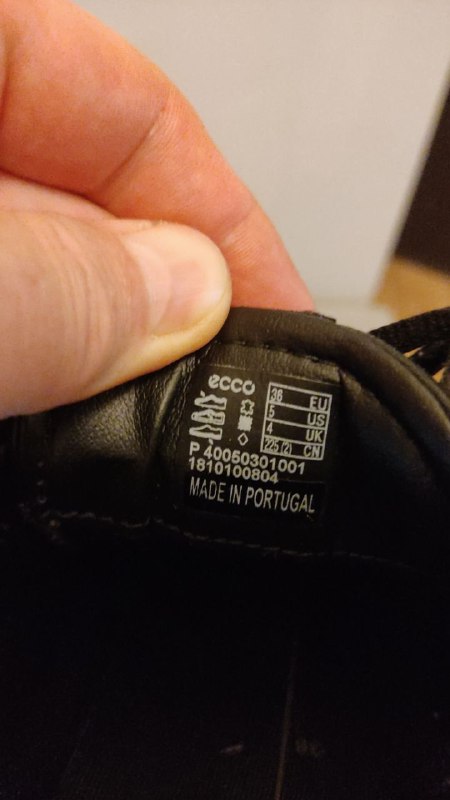 ecco
36 EU
5 US
4 UK
225 (2) CN
P 40050301001
1810100804
MADE IN PORTUGAL